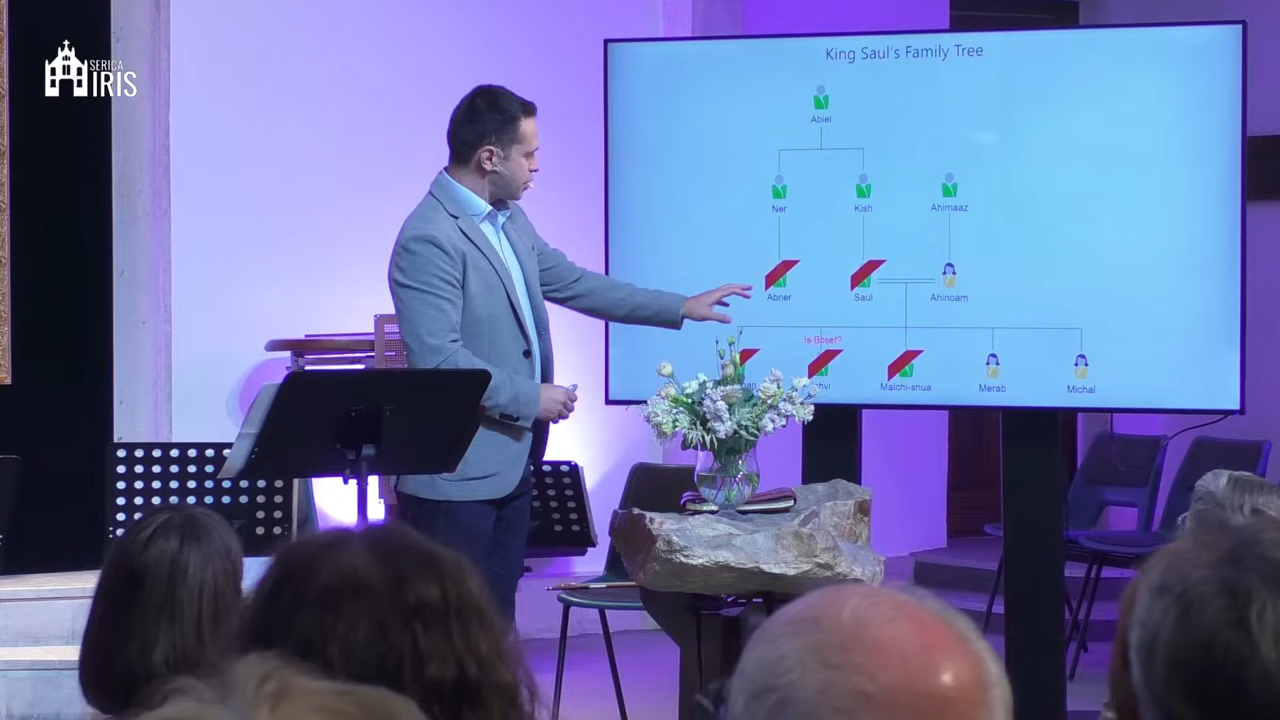 SERICA
IRIS
King Saul's Family Tree
Abiel
Ner
Kish
Ahimaaz
Abner
Saul
Ahinoam
Is Boset?
Malchi-shua
Merab
Michal